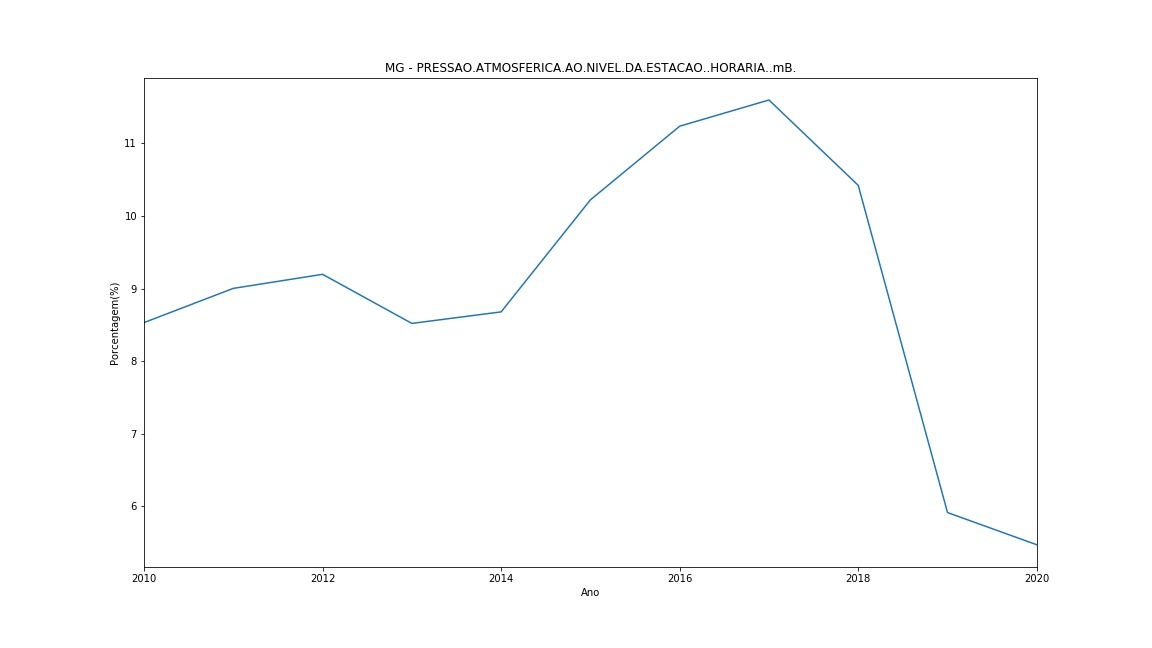 MG - PRESSAO.ATMOSFERICA.AO.NIVEL.DA.ESTACAO..HORARIA..mB.
11
10
9
8
7
6
Porcentagem(%)
2010 2012 2014 2016 2018 2020
Ano